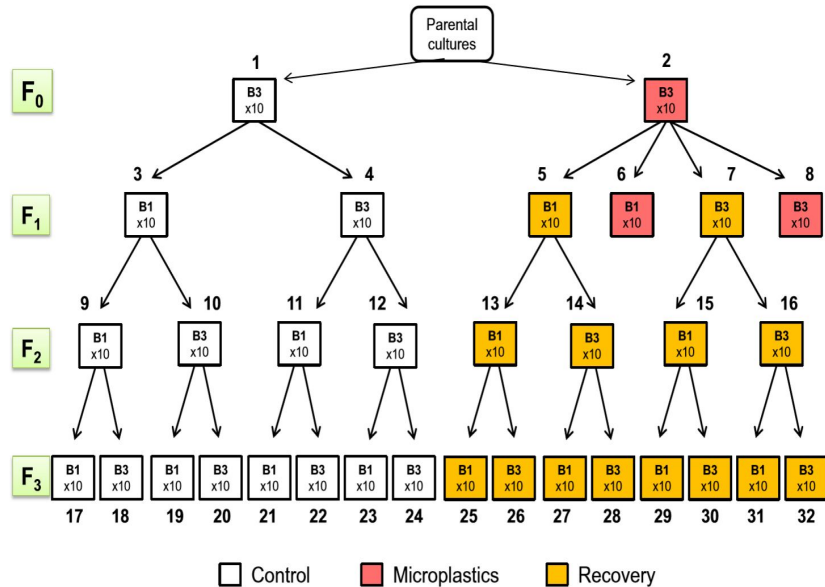 Parental
cultures
1
2
F0
B3
x10
B3
x10
3
4
5
6
7
8
F1
B1
x10
B3
x10
B1
x10
B1
x10
B3
x10
B3
x10
9
10
11
12
13
14
15
16
F2
B1
x10
B3
x10
B1
x10
B3
x10
B1
x10
B3
x10
B1
x10
B3
x10
F3
B1
x10
B3
x10
B1
x10
B3
x10
B1
x10
B3
x10
B1
x10
B3
x10
B1
x10
B3
x10
B1
x10
B3
x10
B1
x10
B3
x10
B1
x10
B3
x10
17
18
19
20
21
22
23
24
25
26
27
28
29
30
31
32
Control
Microplastics
Recovery